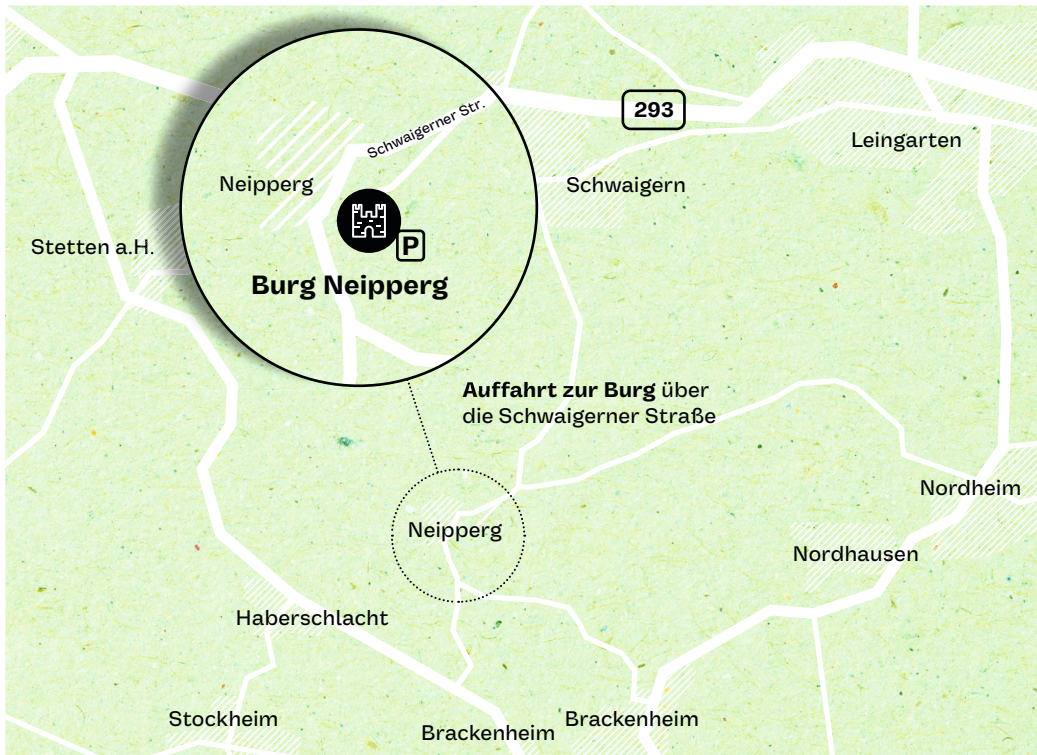 293
Schwaigerner Str.
Leingarten
Neipperg
Schwaigern
Stetten a.H.
P
Burg Neipperg
Auffahrt zur Burg über
die Schwaigerner Straße
Nordheim
Neipperg
Nordhausen
Haberschlacht
Stockheim
Brackenheim
Brackenheim